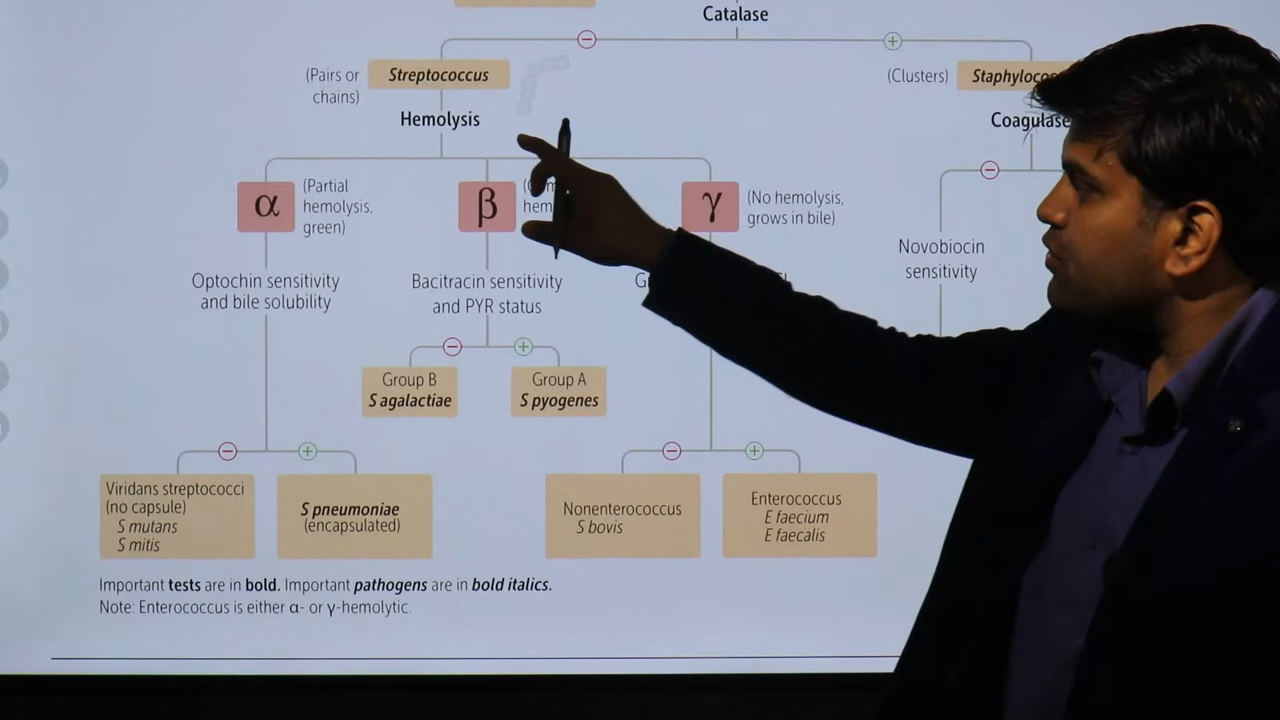 Catalase
(Pairs or
chains)
Streptococcus
(Clusters)
Hemolysis
Coagulase
α
(Partial
hemolysis,
green)
β
γ
(No hemolysis,
grows in bile)
Optochin sensitivity
and bile solubility
Bacitracin sensitivity
and PYR status
Novobiocin
sensitivity
Group B
S agalactiae
Group A
S pyogenes
Viridans streptococci
(no capsule)
S mutans
S mitis
S pneumoniae
(encapsulated)
Nonenterococcus
S bovis
Enterococcus
E faecium
E faecalis
Important tests are in bold. Important pathogens are in bold italics.
Note: Enterococcus is either α- or γ-hemolytic.